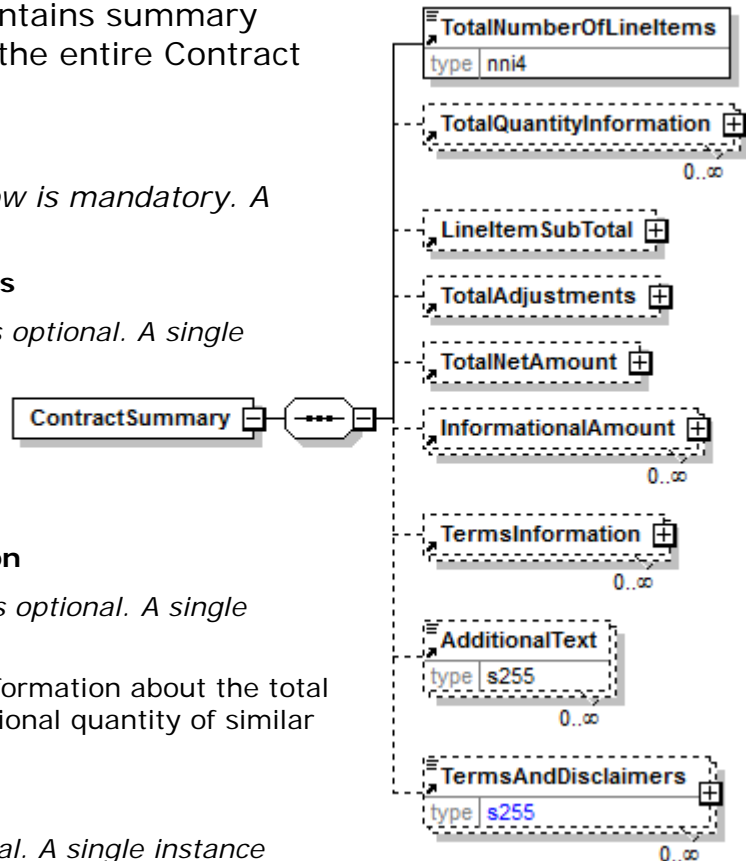 ntains summary
the entire Contract
w is mandatory. A
s
s optional. A single
on
s optional. A single
formation about the total
ional quantity of similar
al. A single instance
ContractSummary
TotalNumberOfLineItems
type nni4
TotalQuantityInformation
0..∞
LineItemSubTotal
TotalAdjustments
TotalNetAmount
InformationalAmount
0..∞
TermsInformation
0..∞
AdditionalText
type s255
0..∞
TermsAndDisclaimers
type s255
0..∞